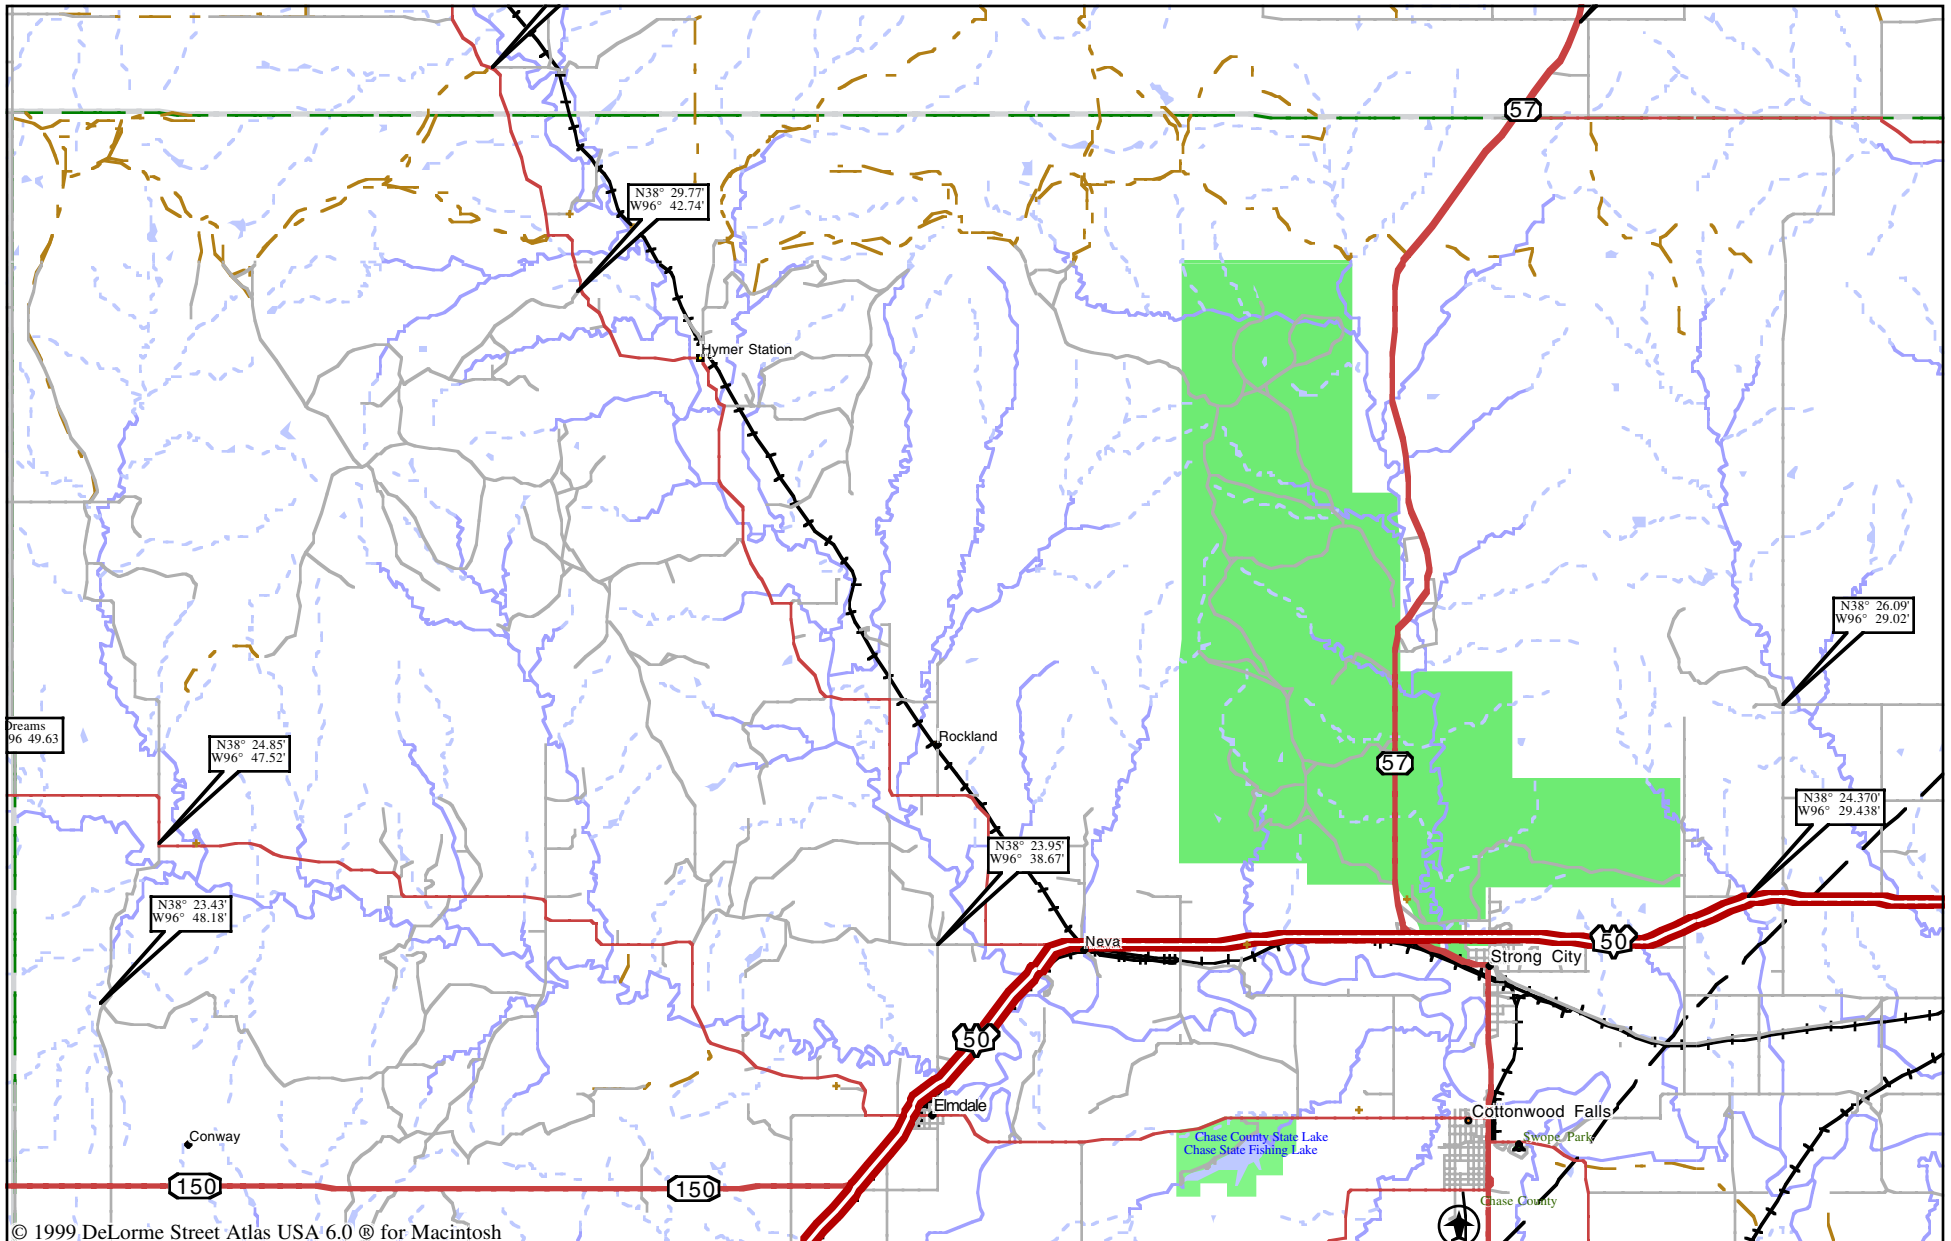 57
N38° 29.77'
W96° 42.74'
Hymer Station
N38° 26.09'
W96° 29.02'
Dreams
96 49.63
N38° 24.85'
W96° 47.52'
Rockland
57
N38° 24.370'
W96° 29.438'
N38° 23.95'
W96° 38.67'
N38° 23.43'
W96° 48.18'
Neva
50
Strong City
50
Elmdale
Cottonwood Falls
Conway
Chase County State Lake
Chase State Fishing Lake
Swope Park
150
150
Chase County
© 1999 DeLorme Street Atlas USA 6.0 ® for Macintosh